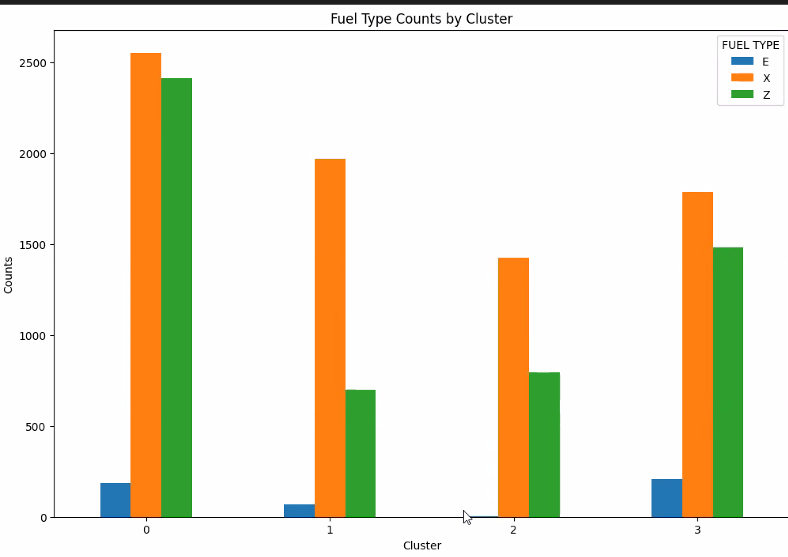 Fuel Type Counts by Cluster
FUEL TYPE
E
X
Z
2500
2000
1500
1000
500
0
Counts
0 1 2 3
Cluster